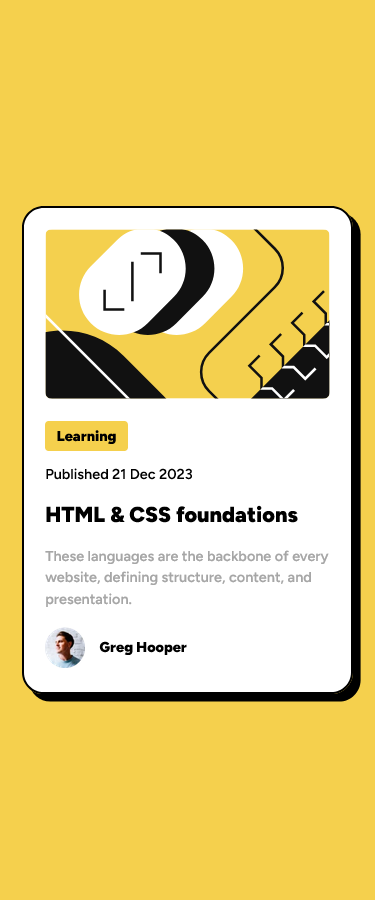 Learning
Published 21 Dec 2023
HTML & CSS foundations
These languages are the backbone of every
website, defining structure, content, and
presentation.
Greg Hooper